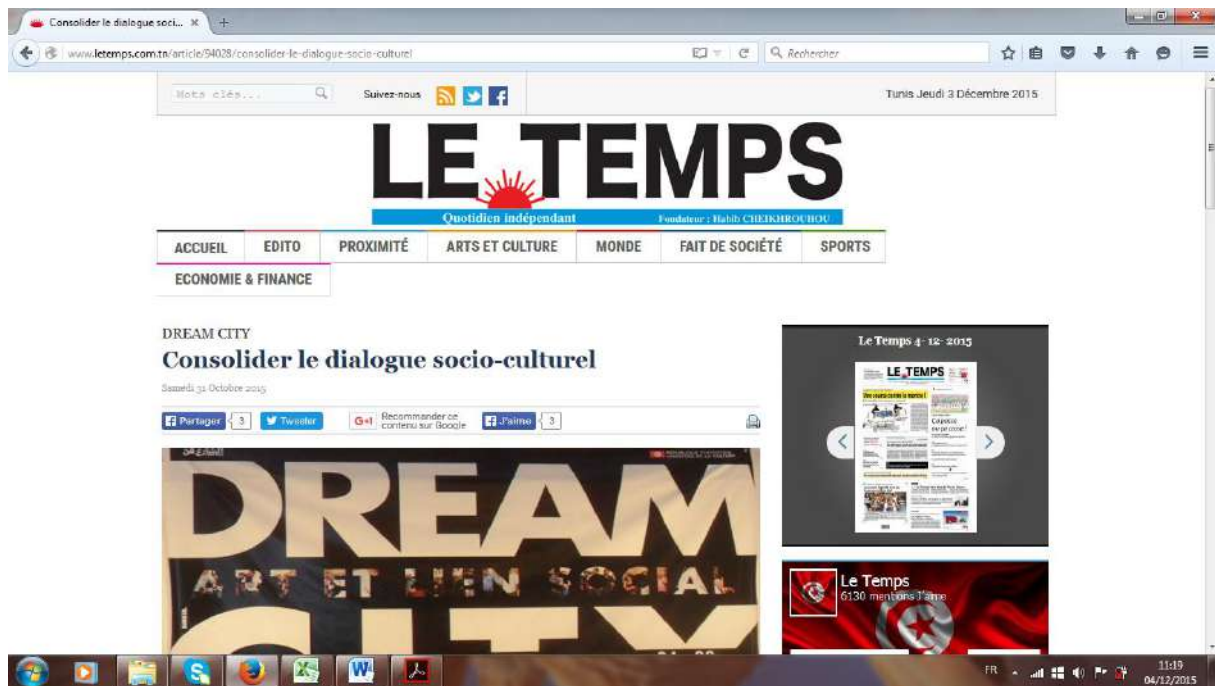 Consolider le dialogue soci...
www.letemps.com.tn/article/94028/consolider-le-dialogue-socio-culturel
Rechercher
Mots clés...
Suivez-nous
Tunis Jeudi 3 Décembre 2015
LE TEMPS
Quotidien indépendant
Fondateur : Habib CHEIKHROUHOU
ACCUEIL
EDITO
PROXIMITÉ
ARTS ET CULTURE
MONDE
FAIT DE SOCIÉTÉ
SPORTS
ECONOMIE & FINANCE
DREAM CITY
Consolider le dialogue socio-culturel
Samedi 31 Octobre 2015
Partager
3
Tweeter
G+1
Recommander ce
contenu sur Google
J'aime
3
DREAM
ART ET LIEN SOCIAL
CITY
Le Temps 4- 12- 2015
LE TEMPS
Le Temps
6130 mentions J'aime
FR
11:19
04/12/2015